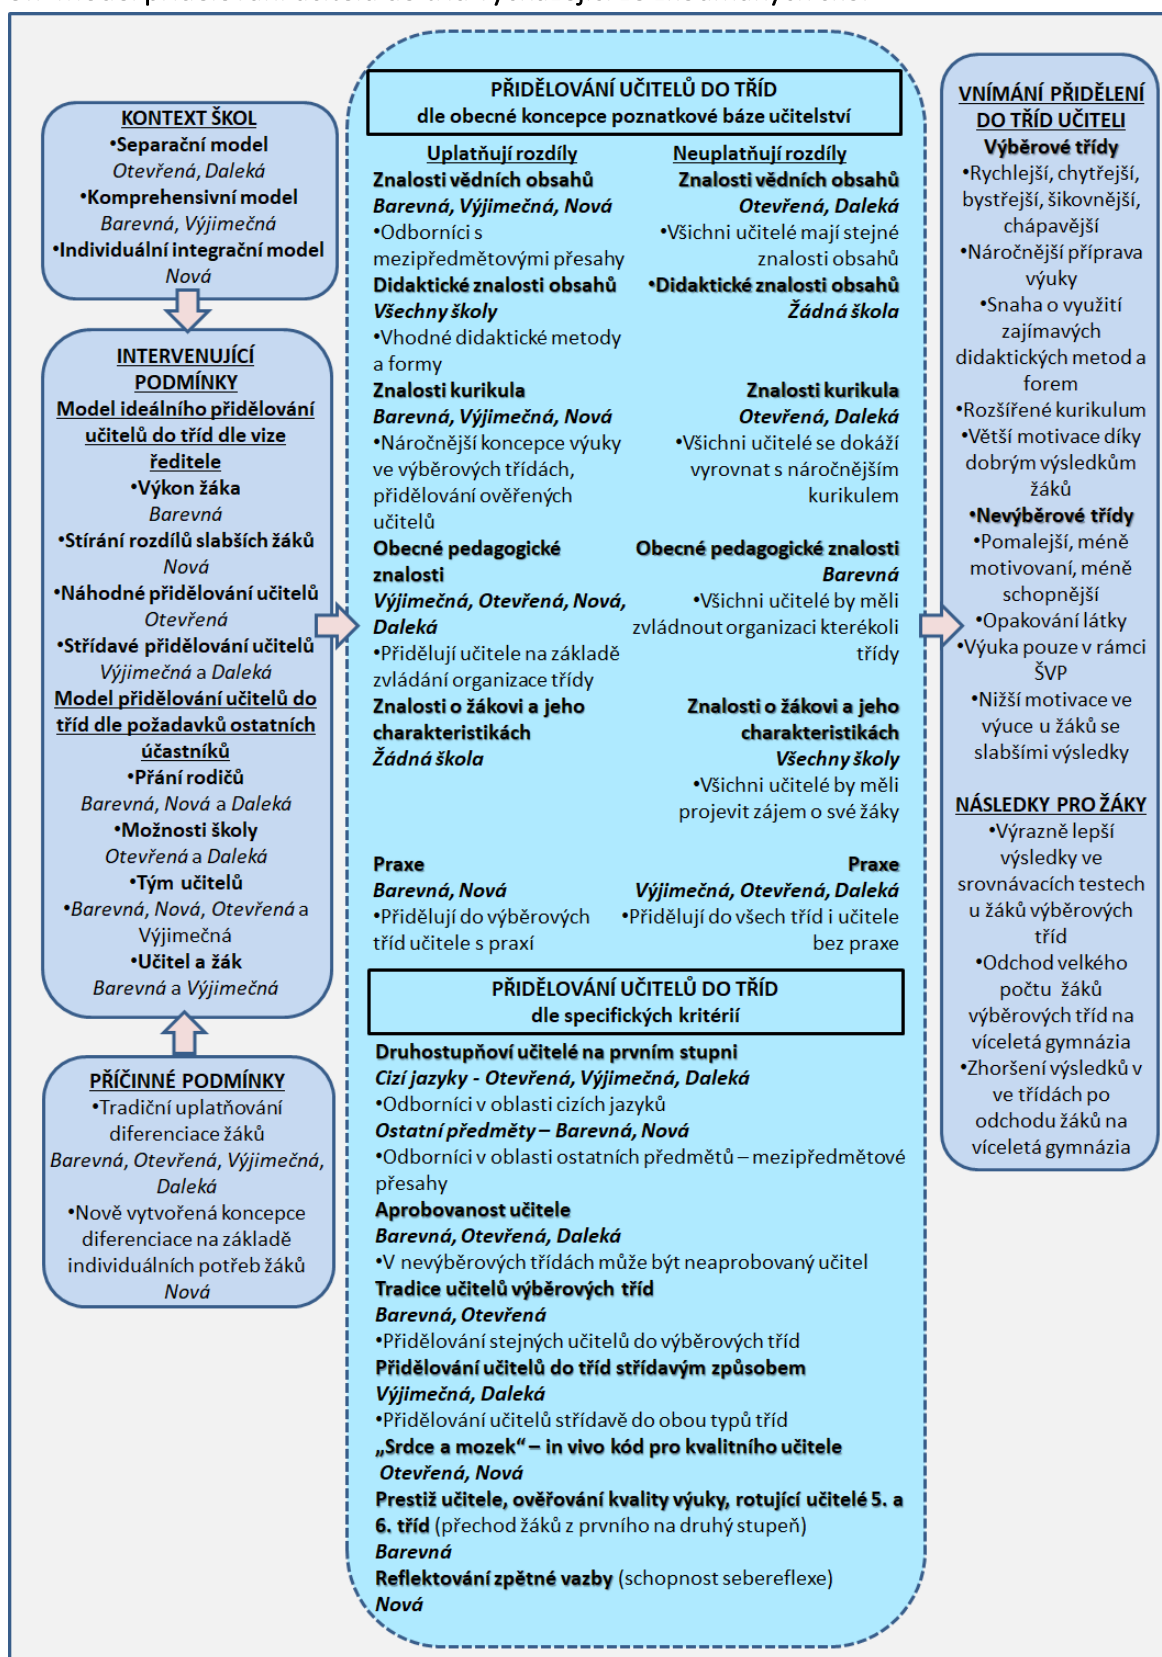 Model přidělování učitelů do tříd vycházející ze zkoumaných škol
KONTEXT ŠKOL
•Separační model
Otevřená, Daleká
•Komprehensivní model
Barevná, Výjimečná
•Individuální integrační model
Nová
INTERVENUJÍCÍ
PODMÍNKY
Model ideálního přidělování
učitelů do tříd dle vize
ředitele
•Výkon žáka
Barevná
•Stírání rozdílů slabších žáků
Nová
•Náhodné přidělování učitelů
Otevřená
•Střídavé přidělování učitelů
Výjimečná a Daleká
Model přidělování učitelů do
tříd dle požadavků ostatních
účastníků
•Přání rodičů
Barevná, Nová a Daleká
•Možnosti školy
Otevřená a Daleká
•Tým učitelů
•Barevná, Nová, Otevřená a
Výjimečná
•Učitel a žák
Barevná a Výjimečná
PŘÍČINNÉ PODMÍNKY
•Tradiční uplatňování
diferenciace žáků
Barevná, Otevřená, Výjimečná,
Daleká
•Nově vytvořená koncepce
diferenciace na základě
individuálních potřeb žáků
Nová
PŘIDĚLOVÁNÍ UČITELŮ DO TŘÍD
dle obecné koncepce poznatkové báze učitelství
Uplatňují rozdíly
Znalosti vědních obsahů
Barevná, Výjimečná, Nová
•Odborníci s
mezipředmětovými přesahy
Didaktické znalosti obsahů
Všechny školy
•Vhodné didaktické metody
a formy
Znalosti kurikula
Barevná, Výjimečná, Nová
•Náročnější koncepce výuky
ve výběrových třídách,
přidělování ověřených
učitelů
Obecné pedagogické
znalosti
Výjimečná, Otevřená, Nová,
Daleká
•Přidělují učitele na základě
zvládání organizace třídy
Znalosti o žákovi a jeho
charakteristikách
Žádná škola
Praxe
Barevná, Nová
•Přidělují do výběrových
tříd učitele s praxí
Neuplatňují rozdíly
Znalosti vědních obsahů
Otevřená, Daleká
•Všichni učitelé mají stejné
znalosti obsahů
•Didaktické znalosti obsahů
Žádná škola
Znalosti kurikula
Otevřená, Daleká
•Všichni učitelé se dokáží
vyrovnat s náročnějším
kurikulem
Obecné pedagogické znalosti
Barevná
•Všichni učitelé by měli
zvládnout organizaci kterékoli
třídy
Znalosti o žákovi a jeho
charakteristikách
Všechny školy
•Všichni učitelé by měli
projevit zájem o své žáky
Praxe
Výjimečná, Otevřená, Daleká
•Přidělují do všech tříd i učitele
bez praxe
PŘIDĚLOVÁNÍ UČITELŮ DO TŘÍD
dle specifických kritérií
Druhostupňoví učitelé na prvním stupni
Cizí jazyky - Otevřená, Výjimečná, Daleká
•Odborníci v oblasti cizích jazyků
Ostatní předměty – Barevná, Nová
•Odborníci v oblasti ostatních předmětů – mezipředmětové
přesahy
Aprobovanost učitele
Barevná, Otevřená, Daleká
•V nevýběrových třídách může být neaprobovaný učitel
Tradice učitelů výběrových tříd
Barevná, Otevřená
•Přidělování stejných učitelů do výběrových tříd
Přidělování učitelů do tříd střídavým způsobem
Výjimečná, Daleká
•Přidělování učitelů střídavě do obou typů tříd
„Srdce a mozek“ – in vivo kód pro kvalitního učitele
Otevřená, Nová
Prestiž učitele, ověřování kvality výuky, rotující učitelé 5. a
6. tříd (přechod žáků z prvního na druhý stupeň)
Barevná
Reflektování zpětné vazby (schopnost sebereflexe)
Nová
VNÍMÁNÍ PŘIDĚLENÍ
DO TŘÍD UČITELI
Výběrové třídy
•Rychlejší, chytřejší,
bystřejší, šikovnější,
chápavější
•Náročnější příprava
výuky
•Snaha o využití
zajímavých
didaktických metod a
forem
•Rozšířené kurikulum
•Větší motivace díky
dobrým výsledkům
žáků
•Nevýběrové třídy
•Pomalejší, méně
motivovaní, méně
schopnější
•Opakování látky
•Výuka pouze v rámci
ŠVP
•Nižší motivace ve
výuce u žáků se
slabšími výsledky
NÁSLEDKY PRO ŽÁKY
•Výrazně lepší
výsledky ve
srovnávacích testech
u žáků výběrových
tříd
•Odchod velkého
počtu žáků
výběrových tříd na
víceletá gymnázia
•Zhoršení výsledků v
ve třídách po
odchodu žáků na
víceletá gymnázia